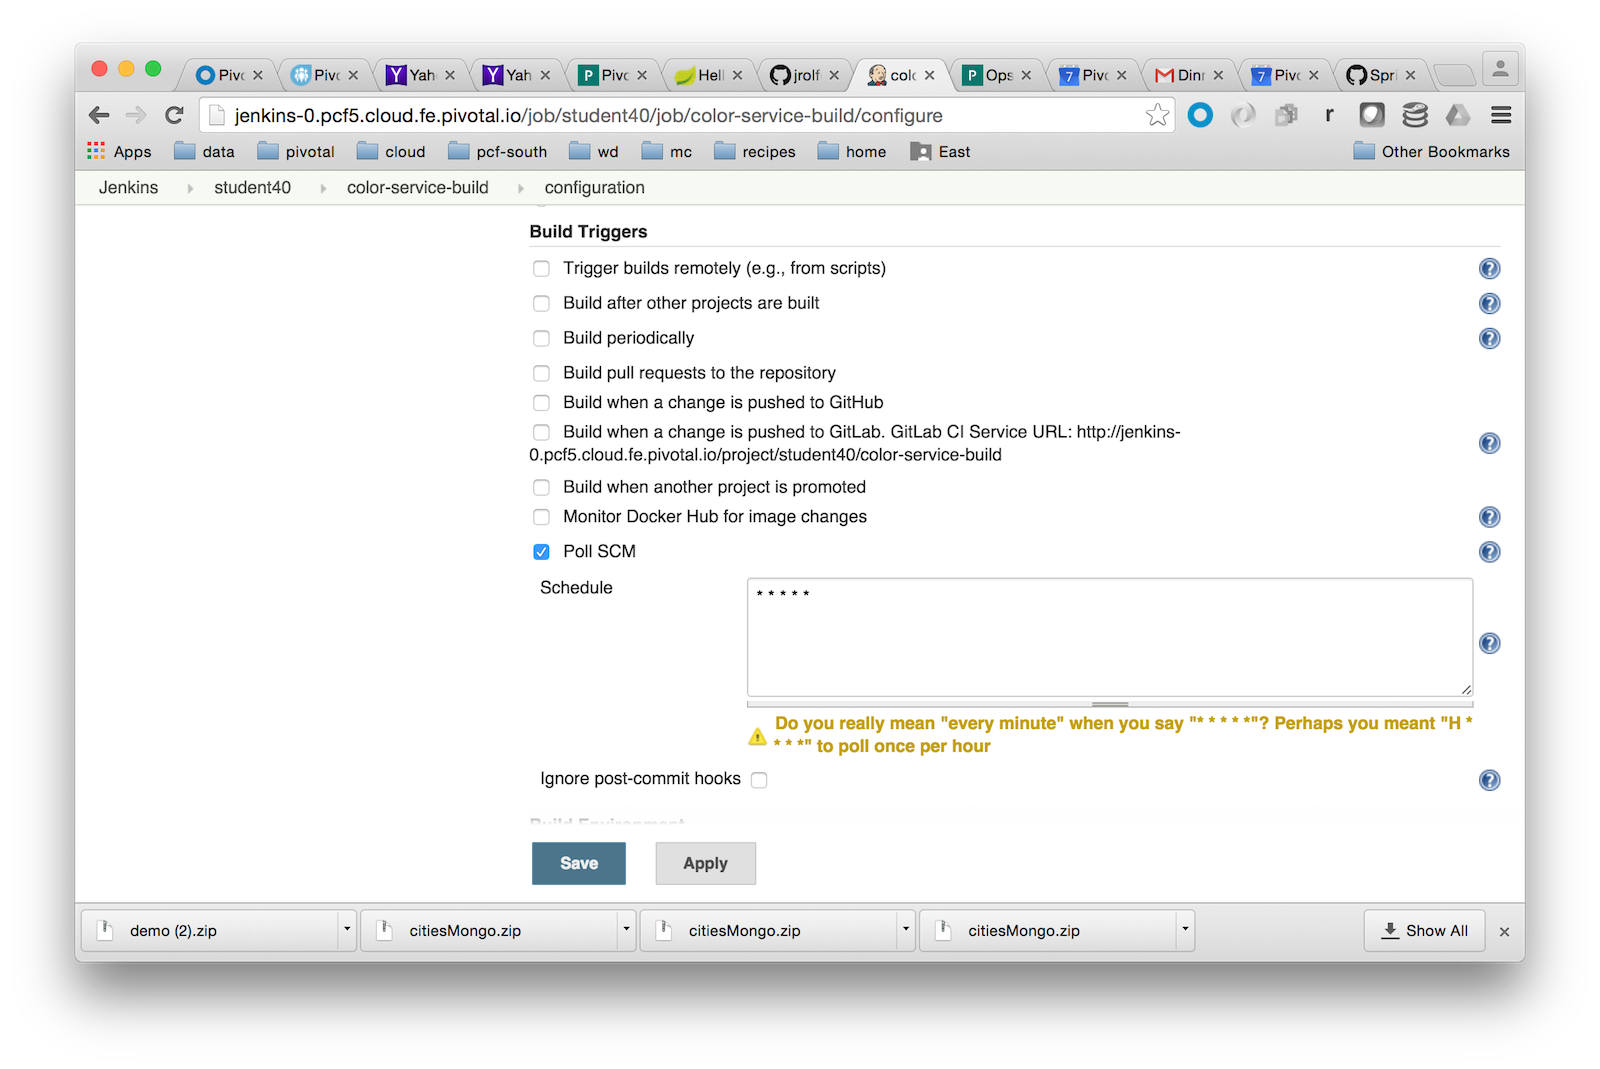 Pivo
Pivo
Yah
Yah
Pivo
Hell
jrolf
colo
Ops
Pivo
Dinn
Pivo
Spri
jenkins-0.pcf5.cloud.fe.pivotal.io/job/student40/job/color-service-build/configure
r
Apps data pivotal cloud pcf-south wd mc recipes home East Other Bookmarks
Jenkins student40 color-service-build configuration
Build Triggers
Trigger builds remotely (e.g., from scripts)
Build after other projects are built
Build periodically
Build pull requests to the repository
Build when a change is pushed to GitHub
Build when a change is pushed to GitLab. GitLab CI Service URL: http://jenkins-
0.pcf5.cloud.fe.pivotal.io/project/student40/color-service-build
Build when another project is promoted
Monitor Docker Hub for image changes
Poll SCM
Schedule
* * * * *
Do you really mean "every minute" when you say "* * * * *"? Perhaps you meant "H *
* * *" to poll once per hour
Ignore post-commit hooks
Build Environment
Save Apply
demo (2).zip citiesMongo.zip citiesMongo.zip citiesMongo.zip Show All